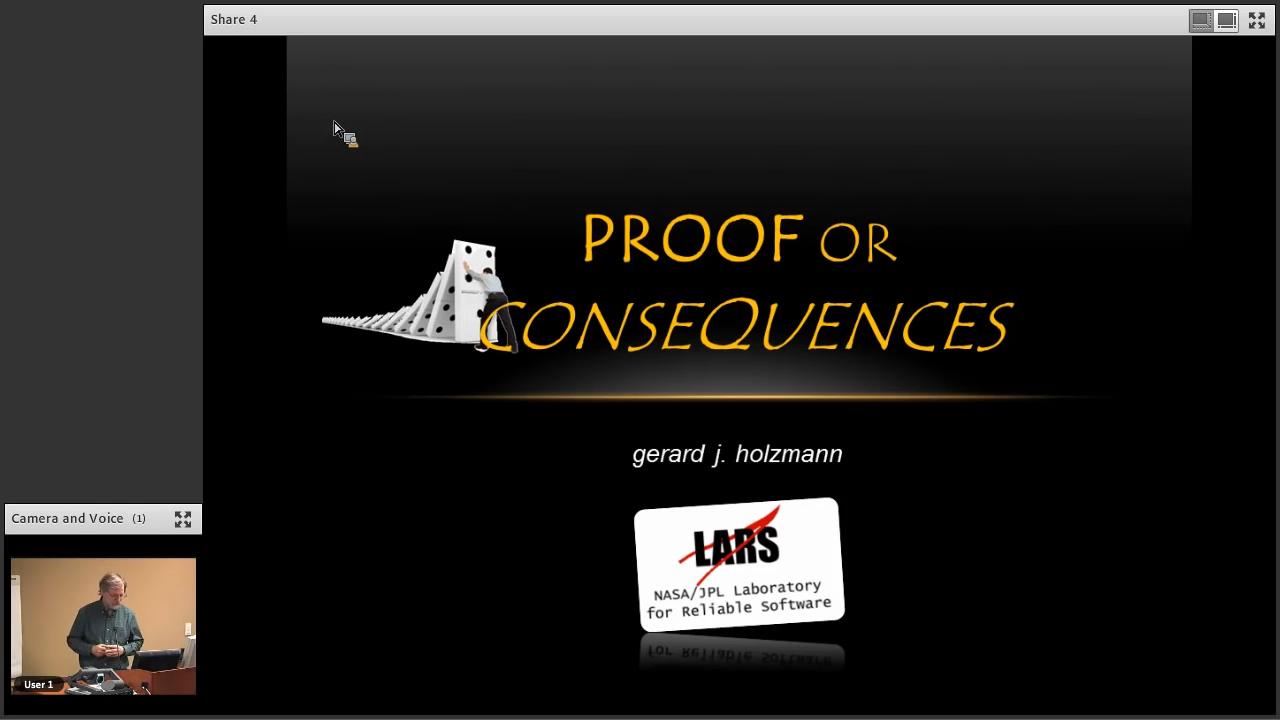 Share 4
PROOF OR
CONSEQUENCES
gerard j. holzmann
LARS
NASA/JPL Laboratory
for Reliable Software
Camera and Voice (1)
User 1